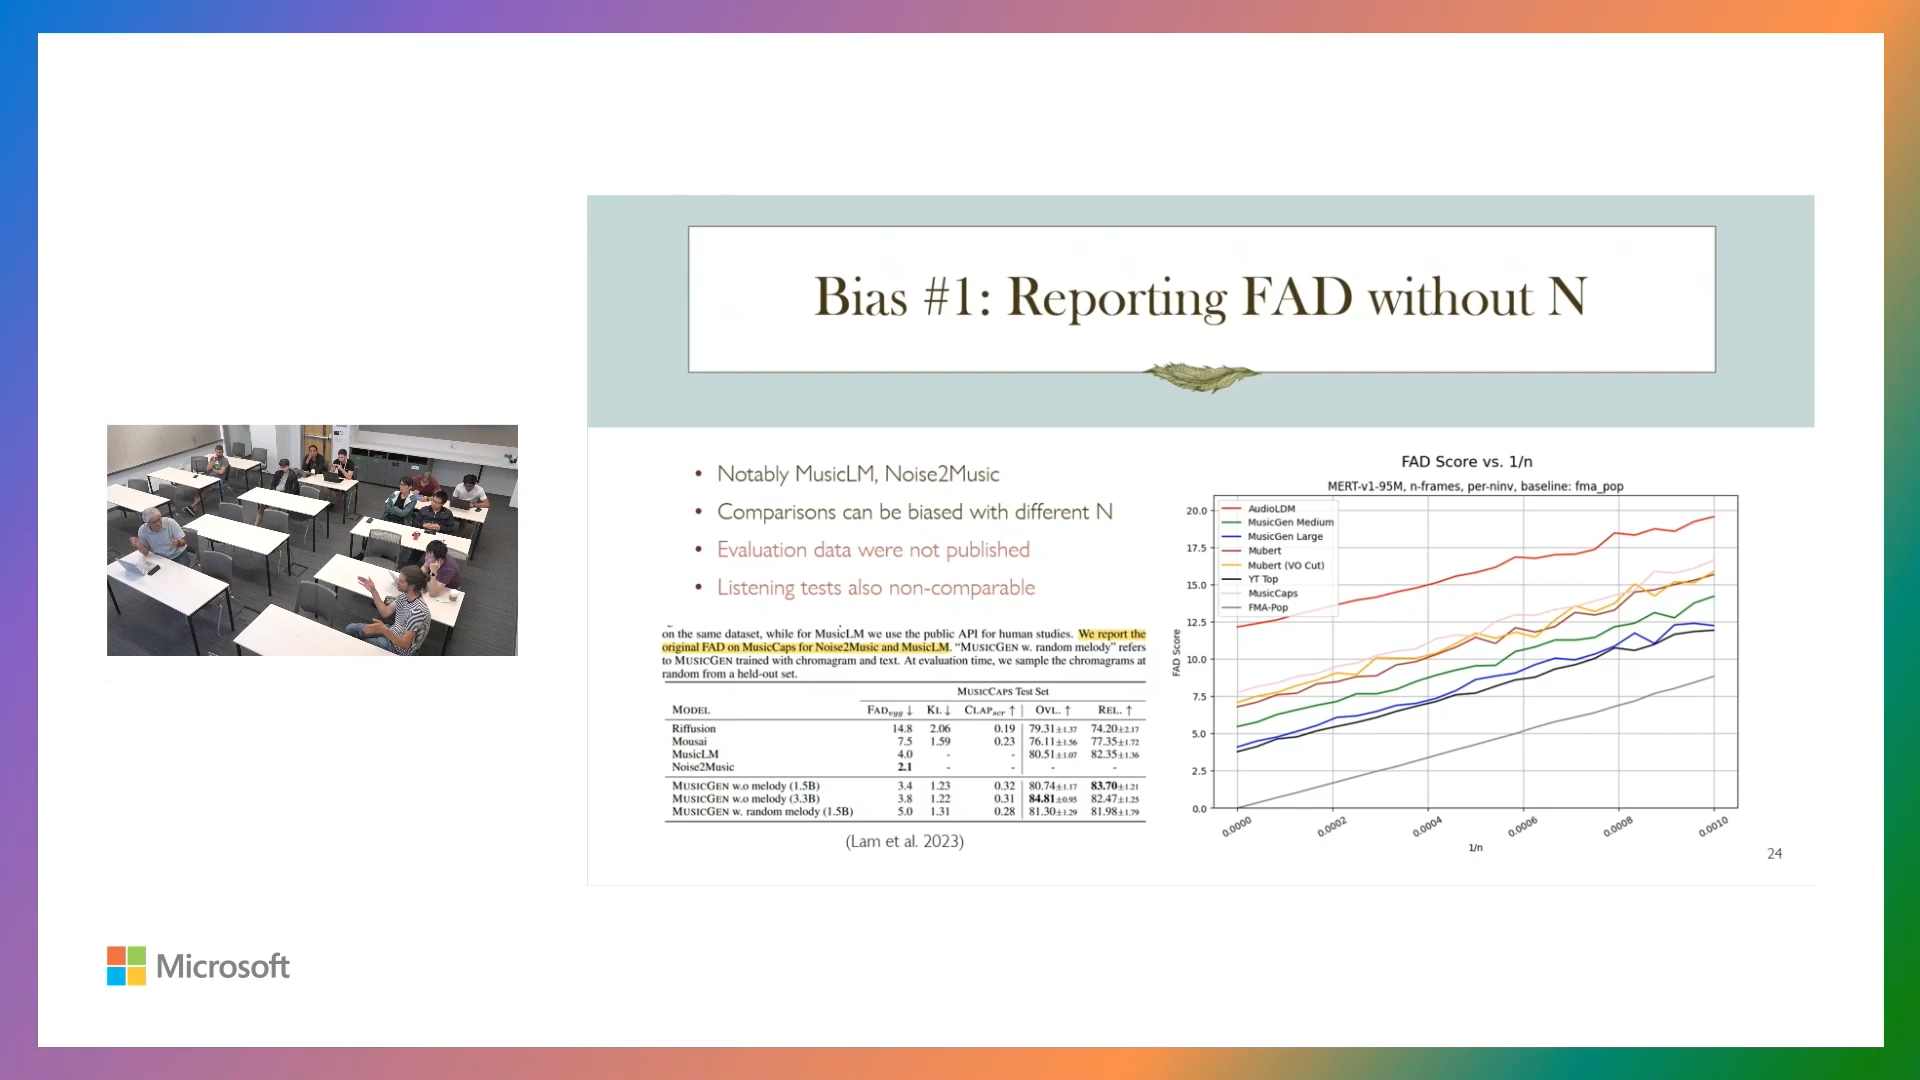 Bias #1: Reporting FAD without N
• Notably MusicLM, Noise2Music
• Comparisons can be biased with different N
• Evaluation data were not published
• Listening tests also non-comparable
on the same dataset, while for MusicLM we use the public API for human studies. We report the
original FAD on MusicCaps for Noise2Music and MusicLM. “MUSICGEN w. random melody” refers
to MUSICGEN trained with chromagram and text. At evaluation time, we sample the chromagrams at
random from a held-out set.
MUSICCAPS Test Set
MODEL FADvgg ↓ KL ↓ CLAPscr ↑ OVL. ↑ REL. ↑
Riffusion 14.8 2.06 0.19 79.31±1.37 74.20±2.17
Mousai 7.5 1.59 0.23 76.11±1.56 77.35±1.72
MusicLM 4.0 - - 80.51±1.07 82.35±1.36
Noise2Music 2.1 - - - -
MUSICGEN w.o melody (1.5B) 3.4 1.23 0.32 80.74±1.17 83.70±1.21
MUSICGEN w.o melody (3.3B) 3.8 1.22 0.31 84.81±0.95 82.47±1.25
MUSICGEN w. random melody (1.5B) 5.0 1.31 0.28 81.30±1.29 81.98±1.79
(Lam et al. 2023)
FAD Score vs. 1/n
MERT-v1-95M, n-frames, per-ninv, baseline: fma_pop
AudioLDM
MusicGen Medium
MusicGen Large
Mubert
Mubert (VO Cut)
YT Top
MusicCaps
FMA-Pop
FAD Score
20.0
17.5
15.0
12.5
10.0
7.5
5.0
2.5
0.0
0.0000 0.0002 0.0004 0.0006 0.0008 0.0010
1/n
24
Microsoft